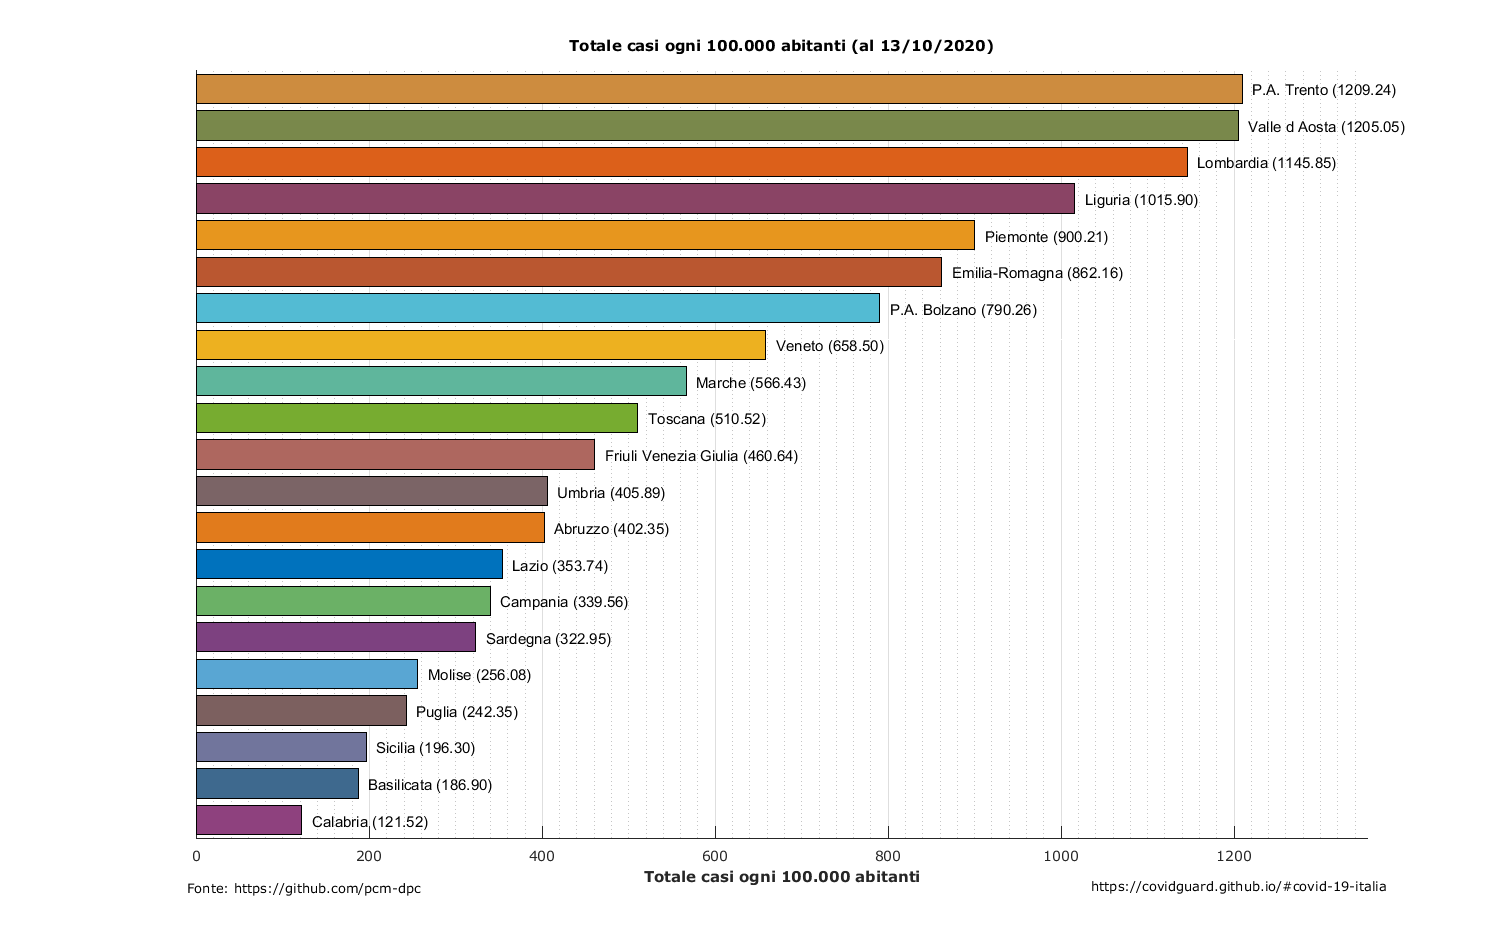 Totale casi ogni 100.000 abitanti (al 13/10/2020)
P.A. Trento (1209.24)
Valle d Aosta (1205.05)
Lombardia (1145.85)
Liguria (1015.90)
Piemonte (900.21)
Emilia-Romagna (862.16)
P.A. Bolzano (790.26)
Veneto (658.50)
Marche (566.43)
Toscana (510.52)
Friuli Venezia Giulia (460.64)
Umbria (405.89)
Abruzzo (402.35)
Lazio (353.74)
Campania (339.56)
Sardegna (322.95)
Molise (256.08)
Puglia (242.35)
Sicilia (196.30)
Basilicata (186.90)
Calabria (121.52)
0 200 400 600 800 1000 1200
Totale casi ogni 100.000 abitanti
Fonte: https://github.com/pcm-dpc
https://covidguard.github.io/#covid-19-italia